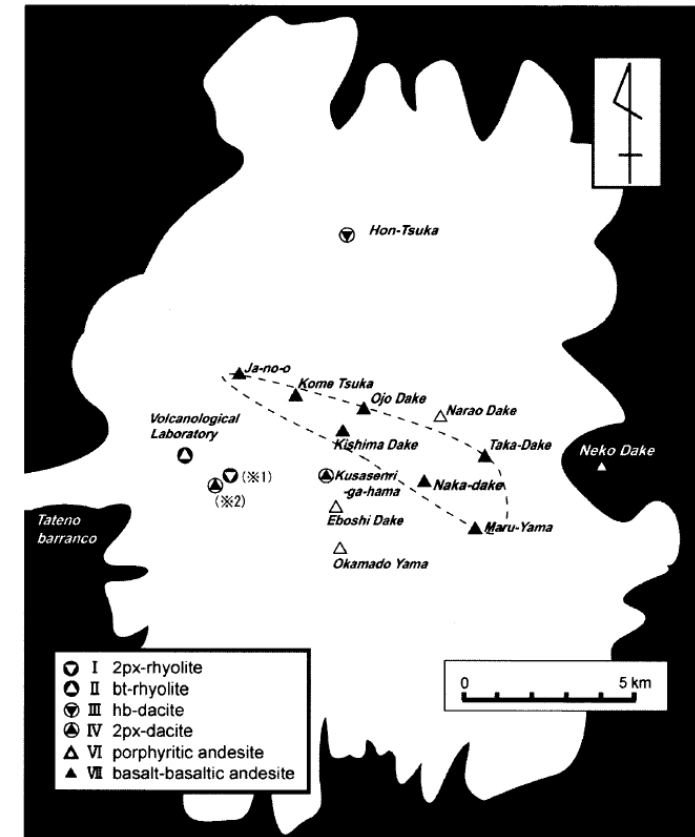 Hon-Tsuka
Ja-no-o
Kome Tsuka
Ojo Dake
Narao Dake
Volcanological
Laboratory
Kishima Dake
Taka-Dake
Neko Dake
(※1)
Kusasenri
-ga-hama
Naka-dake
(※2)
Eboshi Dake
Maru-Yama
Tateno
barranco
Okamado Yama
I 2px-rhyolite
II bt-rhyolite
III hb-dacite
IV 2px-dacite
VI porphyritic andesite
VII basalt-basaltic andesite
0 5 km